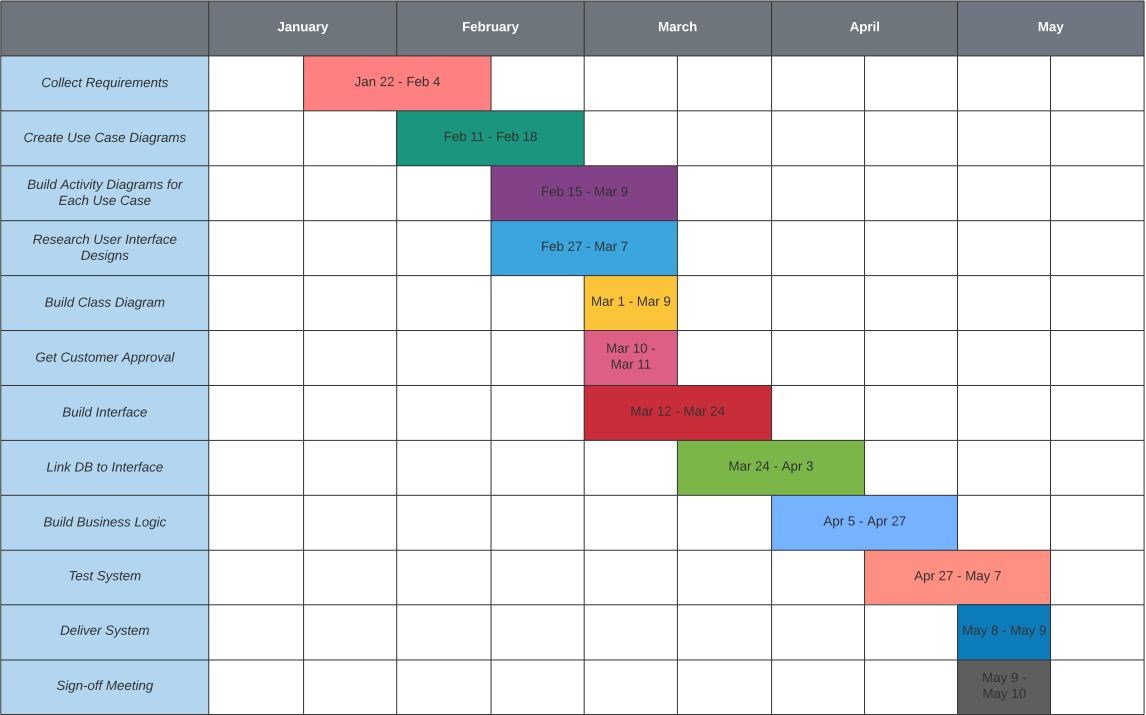 January February March April May
Collect Requirements Jan 22 - Feb 4
Create Use Case Diagrams Feb 11 - Feb 18
Build Activity Diagrams for
Each Use Case
Feb 15 - Mar 9
Research User Interface
Designs
Feb 27 - Mar 7
Build Class Diagram Mar 1 - Mar 9
Get Customer Approval
Mar 10 -
Mar 11
Build Interface Mar 12 - Mar 24
Link DB to Interface Mar 24 - Apr 3
Build Business Logic Apr 5 - Apr 27
Test System Apr 27 - May 7
Deliver System May 8 - May 9
Sign-off Meeting
May 9 -
May 10